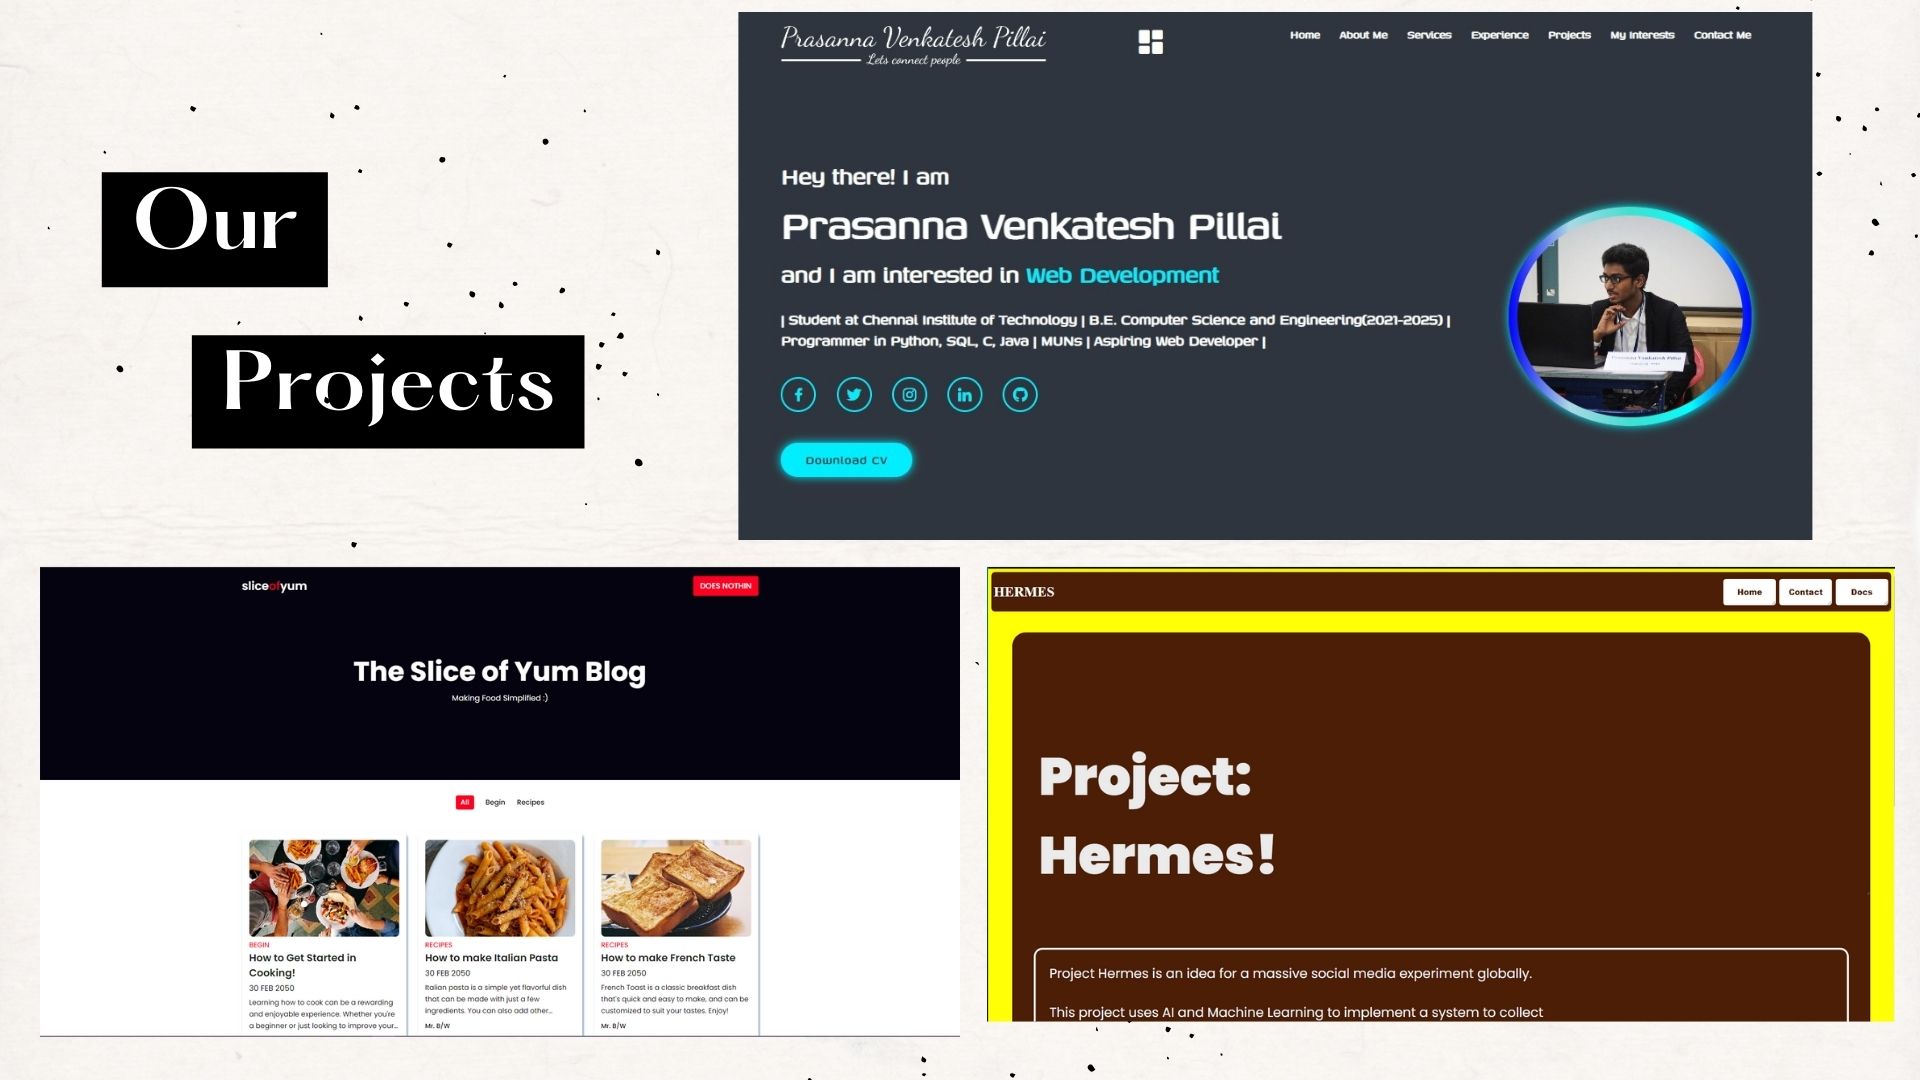 Our
Projects
Prasanna Venkatesh Pillai
Lets connect people
Home About Me Services Experience Projects My Interests Contact Me
Hey there! I am
Prasanna Venkatesh Pillai
and I am interested in Web Development
| Student at Chennai Institute of Technology | B.E. Computer Science and Engineering(2021-2025) |
Programmer in Python, SQL, C, Java | MUNs | Aspiring Web Developer |
Download CV
sliceofyum
DOES NOTHIN
The Slice of Yum Blog
Making Food Simplified :)
All Begin Recipes
BEGIN
How to Get Started in
Cooking!
30 FEB 2050
Learning how to cook can be a rewarding
and enjoyable experience. Whether you're
a beginner or just looking to improve your...
RECIPES
How to make Italian Pasta
30 FEB 2050
Italian pasta is a simple yet flavorful dish
that can be made with just a few
ingredients. You can also add other...
Mr. B/W
RECIPES
How to make French Taste
30 FEB 2050
French Toast is a classic breakfast dish
that's quick and easy to make, and can be
customized to suit your tastes. Enjoy!
Mr. B/W
HERMES
Home Contact Docs
Project:
Hermes!
Project Hermes is an idea for a massive social media experiment globally.
This project uses AI and Machine Learning to implement a system to collect